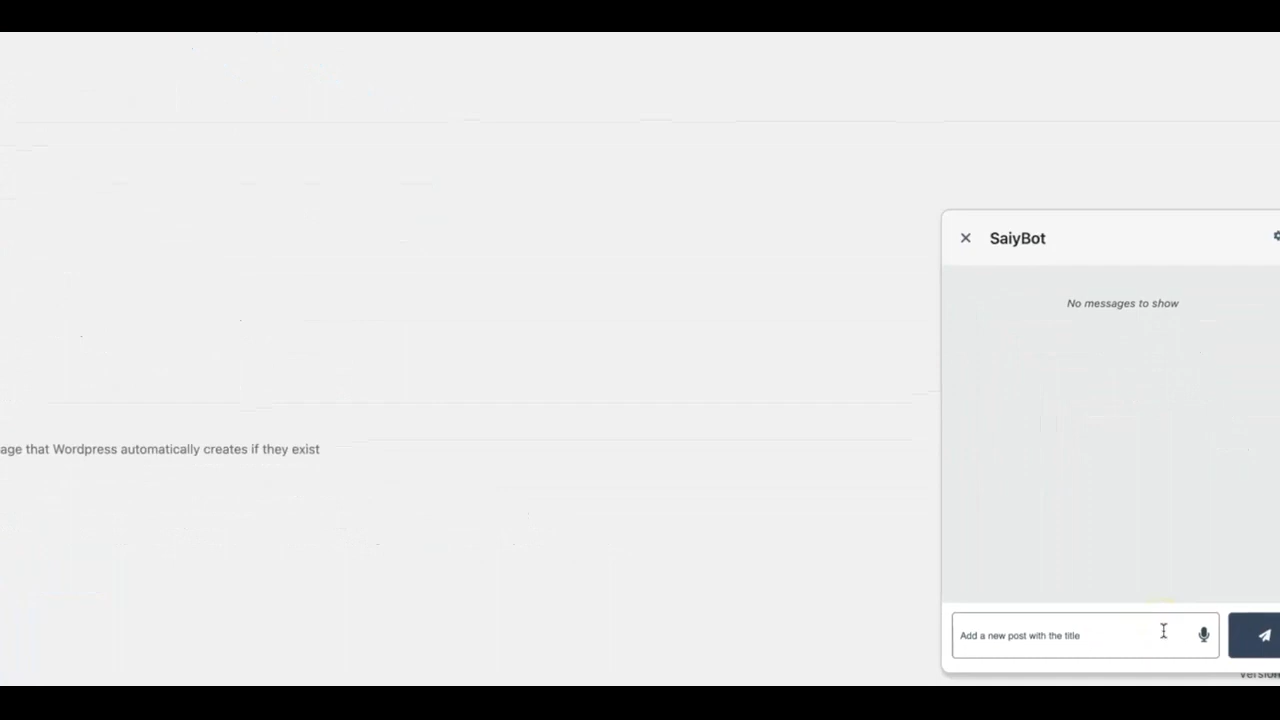 SaiyBot
No messages to show
age that Wordpress automatically creates if they exist
Add a new post with the title